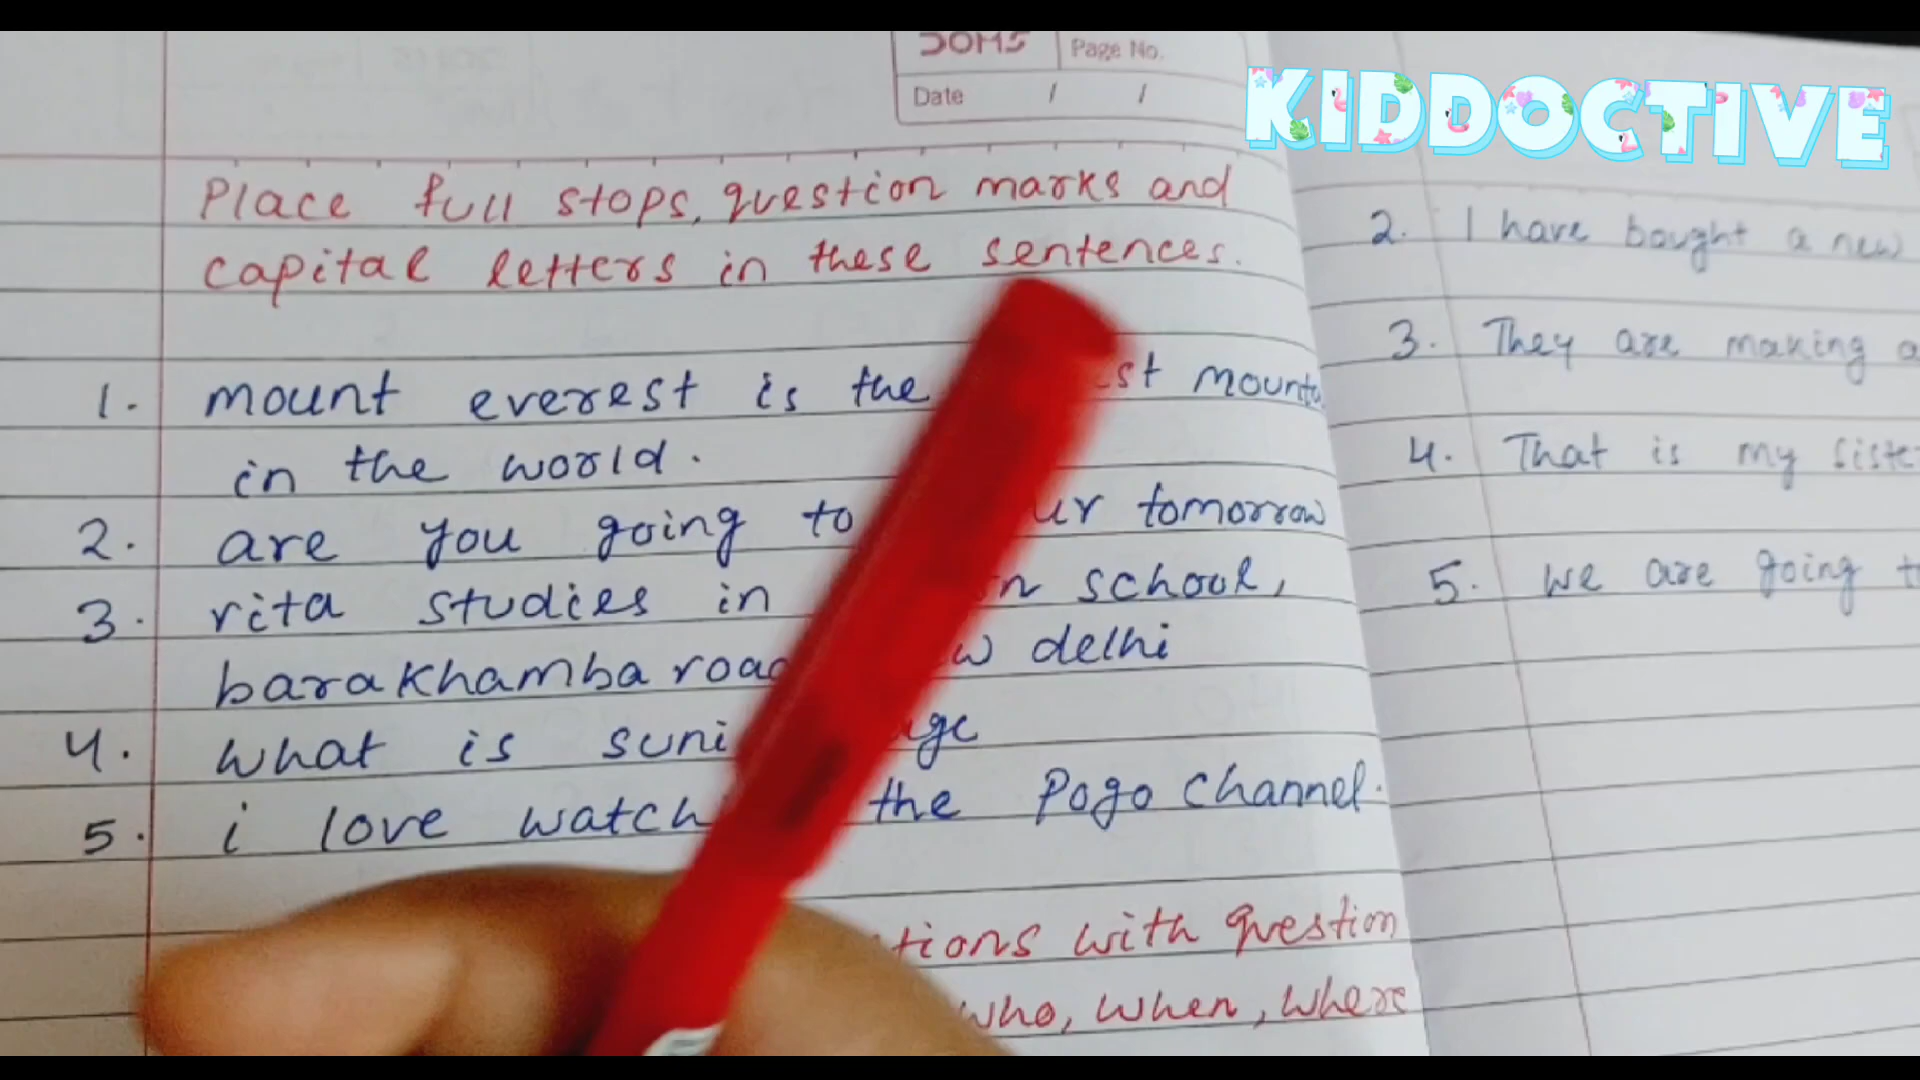 DOMS
Page No.
Date / /
KIDDOCTIVE
Place full stops, question marks and
capital letters in these sentences.
1. mount everest is the
in the world.
2. are you going to tomorrow
3. rita studies in school,
barakhamba delhi
4. what is
5. i love the Pogo channel.
with question
who, when, where
2. I have bought a new
3. They are making a
4. That is my
5. We are going